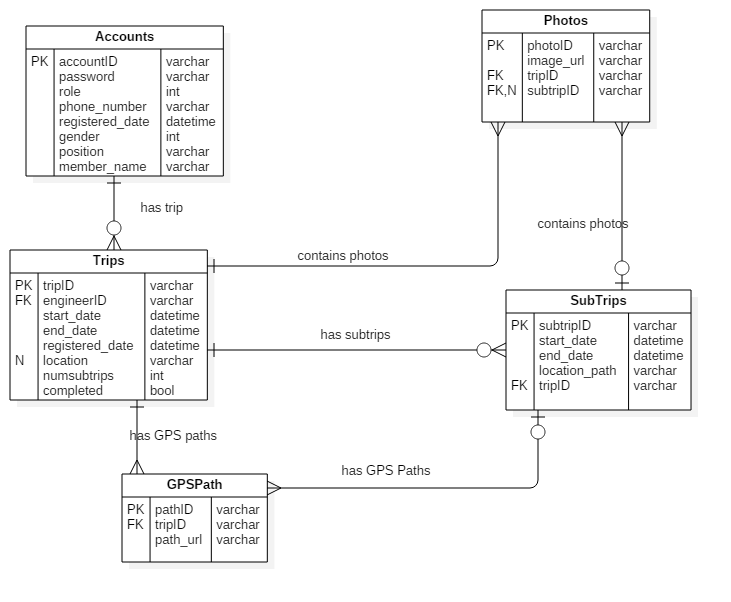 Accounts
PK accountID varchar
password varchar
role int
phone_number varchar
registered_date datetime
gender int
position varchar
member_name varchar
Photos
PK photoID varchar
image_url varchar
FK tripID varchar
FK,N subtripID varchar
has trip
contains photos
contains photos
Trips
PK tripID varchar
FK engineerID varchar
start_date datetime
end_date datetime
registered_date datetime
N location varchar
numsubtrips int
completed bool
has subtrips
SubTrips
PK subtripID varchar
start_date datetime
end_date datetime
location_path varchar
FK tripID varchar
has GPS paths
has GPS Paths
GPSPath
PK pathID varchar
FK tripID varchar
path_url varchar